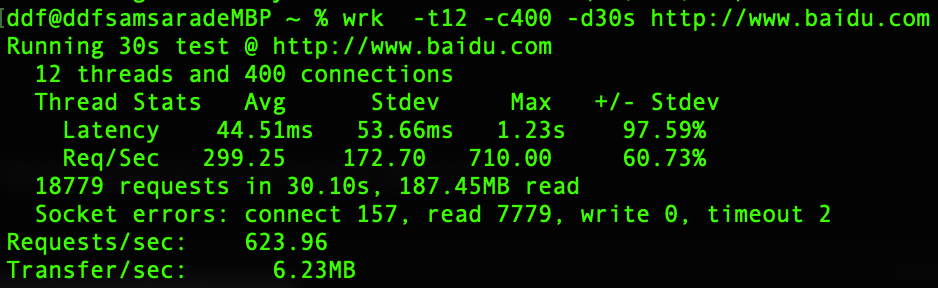 [ddf@ddfsamsaradeMBP ~ % wrk  -t12 -c400 -d30s http://www.baidu.com
Running 30s test @ http://www.baidu.com
  12 threads and 400 connections
  Thread Stats   Avg      Stdev     Max   +/- Stdev
    Latency    44.51ms   53.66ms   1.23s    97.59%
    Req/Sec   299.25    172.70   710.00     60.73%
  18779 requests in 30.10s, 187.45MB read
  Socket errors: connect 157, read 7779, write 0, timeout 2
Requests/sec:    623.96
Transfer/sec:      6.23MB